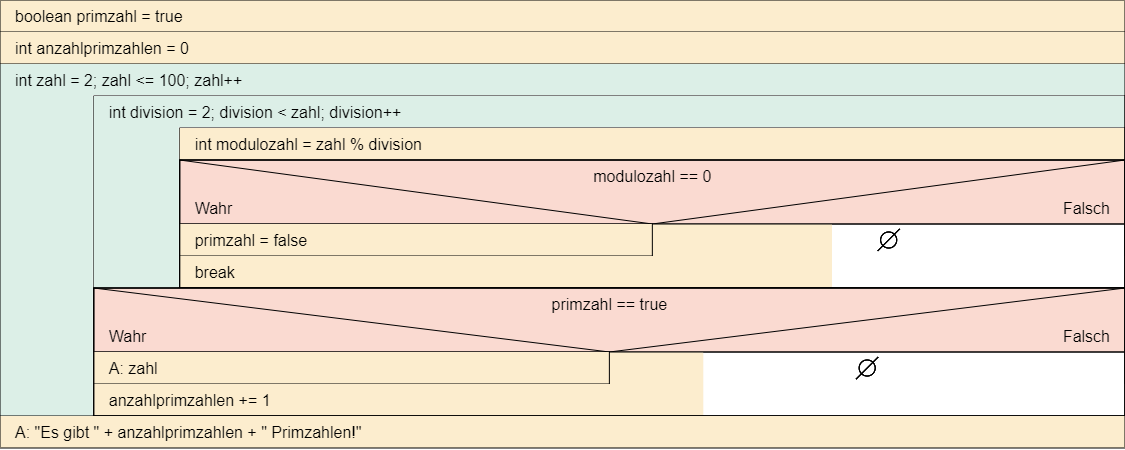 boolean primzahl = true
int anzahlprimzahlen = 0
int zahl = 2; zahl <= 100; zahl++
int division = 2; division < zahl; division++
int modulozahl = zahl % division
modulozahl == 0
Wahr
Falsch
primzahl = false
break
primzahl == true
Wahr
Falsch
A: zahl
anzahlprimzahlen += 1
A: "Es gibt " + anzahlprimzahlen + " Primzahlen!"